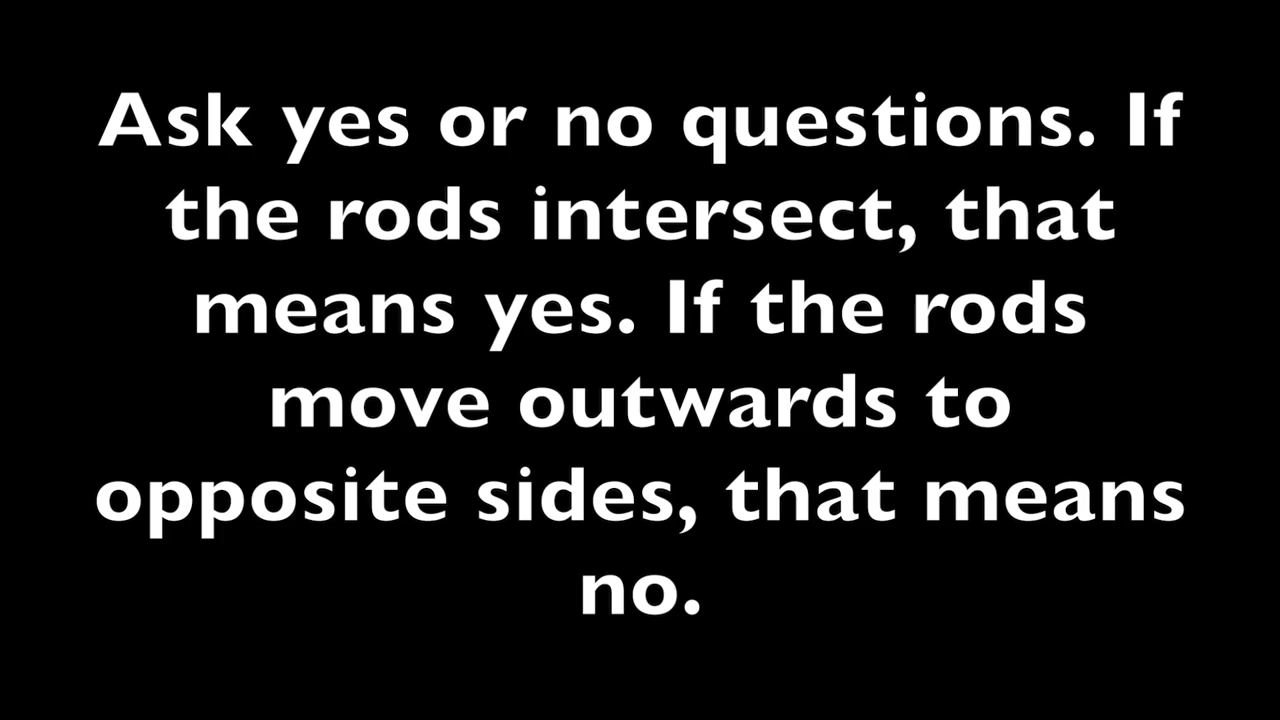 Ask yes or no questions. If
the rods intersect, that
means yes. If the rods
move outwards to
opposite sides, that means
no.